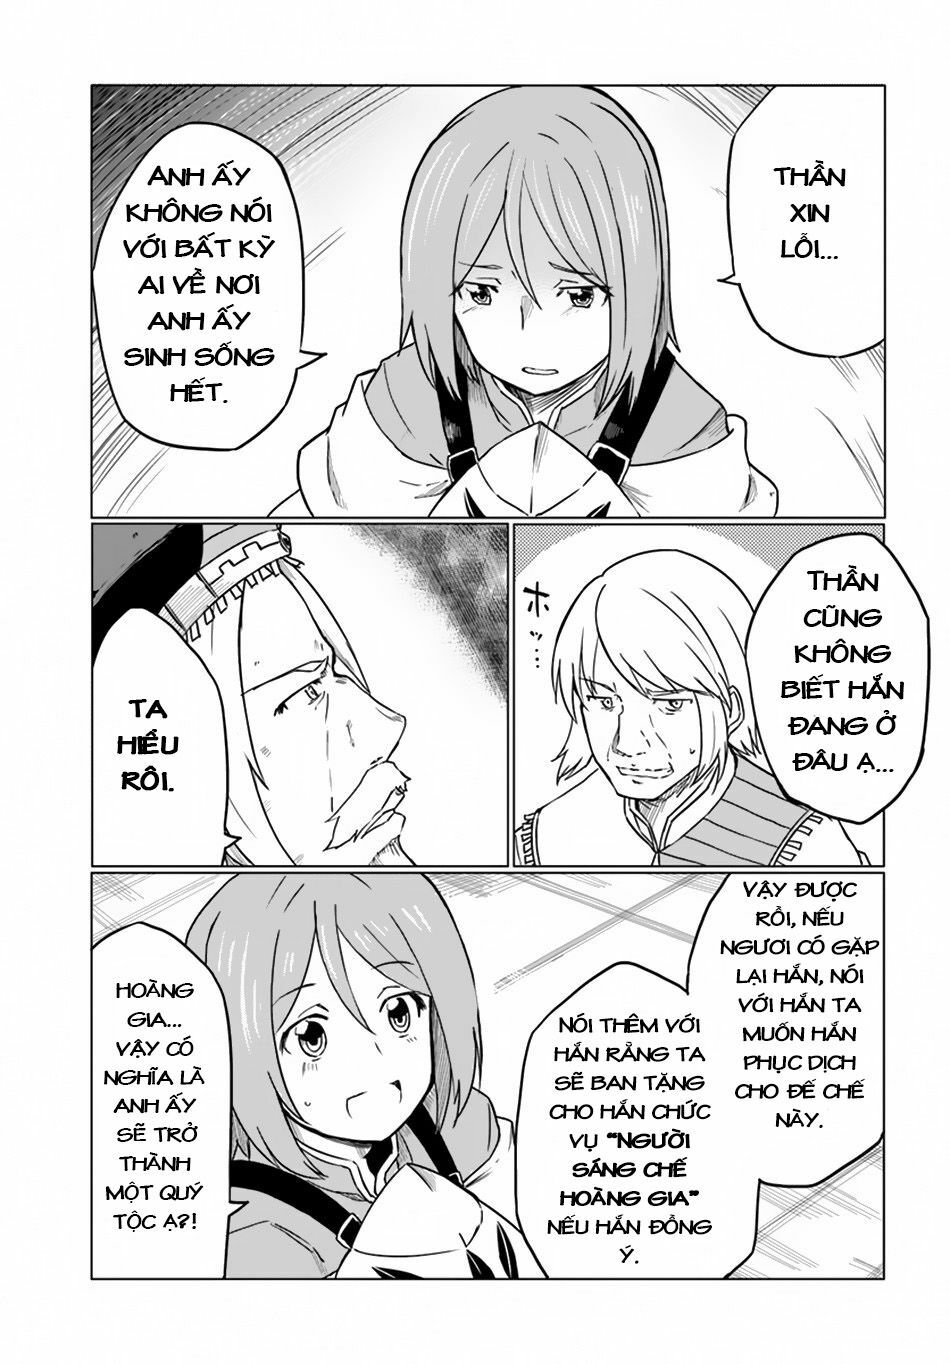 THẦN
XIN
LỖI...
ANH ẤY
KHÔNG NÓI
VỚI BẤT KỲ
AI VỀ NƠI
ANH ẤY
SINH SỐNG
HẾT.
THẦN
CŨNG
KHÔNG
BIẾT HẮN
ĐANG Ở
ĐÂU Ạ...
ホッ…
TA
HIỂU
RÔI.
VẬY ĐƯỢC
RỒI, NẾU
NGƯƠI CÓ GẶP
LẠI HẮN, NÓI
VỚI HẮN TA
MUỐN HẮN
PHỤC DỊCH
CHO ĐẾ CHẾ
NÀY.
NÓI THÊM VỚI
HẮN RẰNG TA
SẼ BAN TẶNG
CHO HẮN CHỨC
VỤ "NGƯỜI
SÁNG CHẾ
HOÀNG GIA"
NẾU HẮN ĐỒNG
Ý.
HOÀNG
GIA...
VẬY CÓ
NGHĨA LÀ
ANH ẤY
SẼ TRỞ
THÀNH
MỘT QUÝ
TỘC Ạ?!